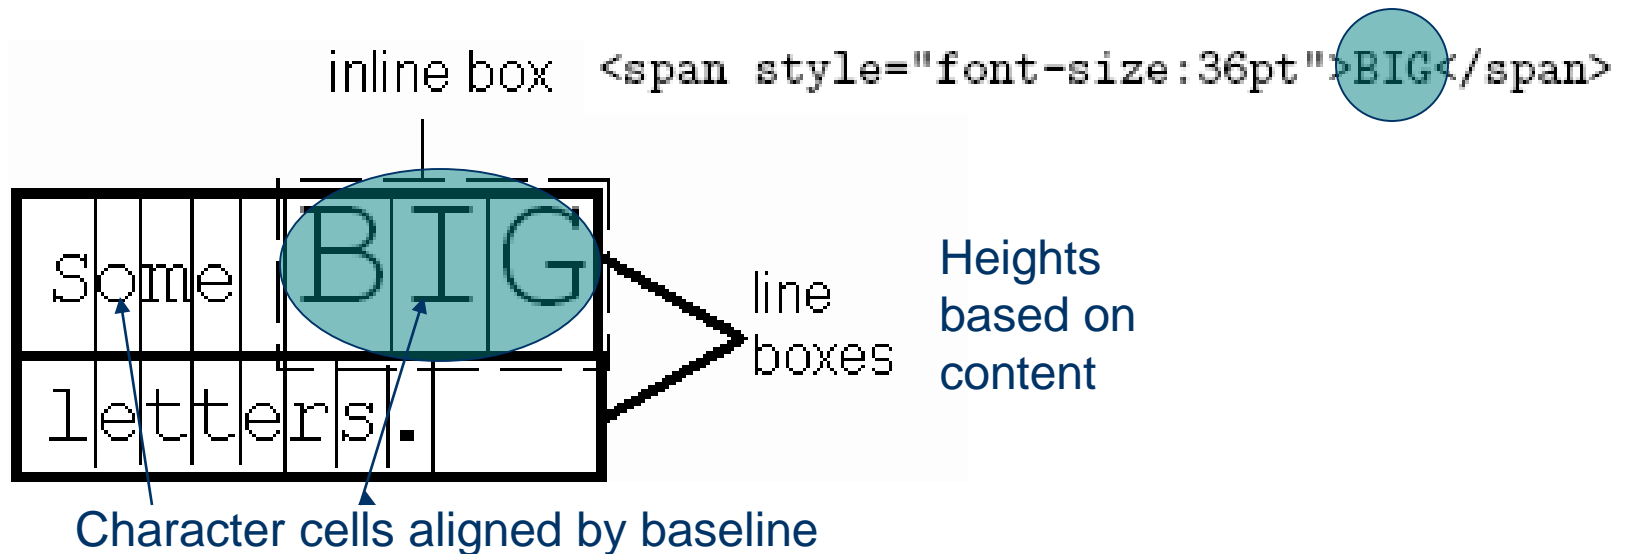 inline box
<span style="font-size:36pt">BIG</span>
Some BIG
letters.
line
boxes
Heights
based on
content
Character cells aligned by baseline